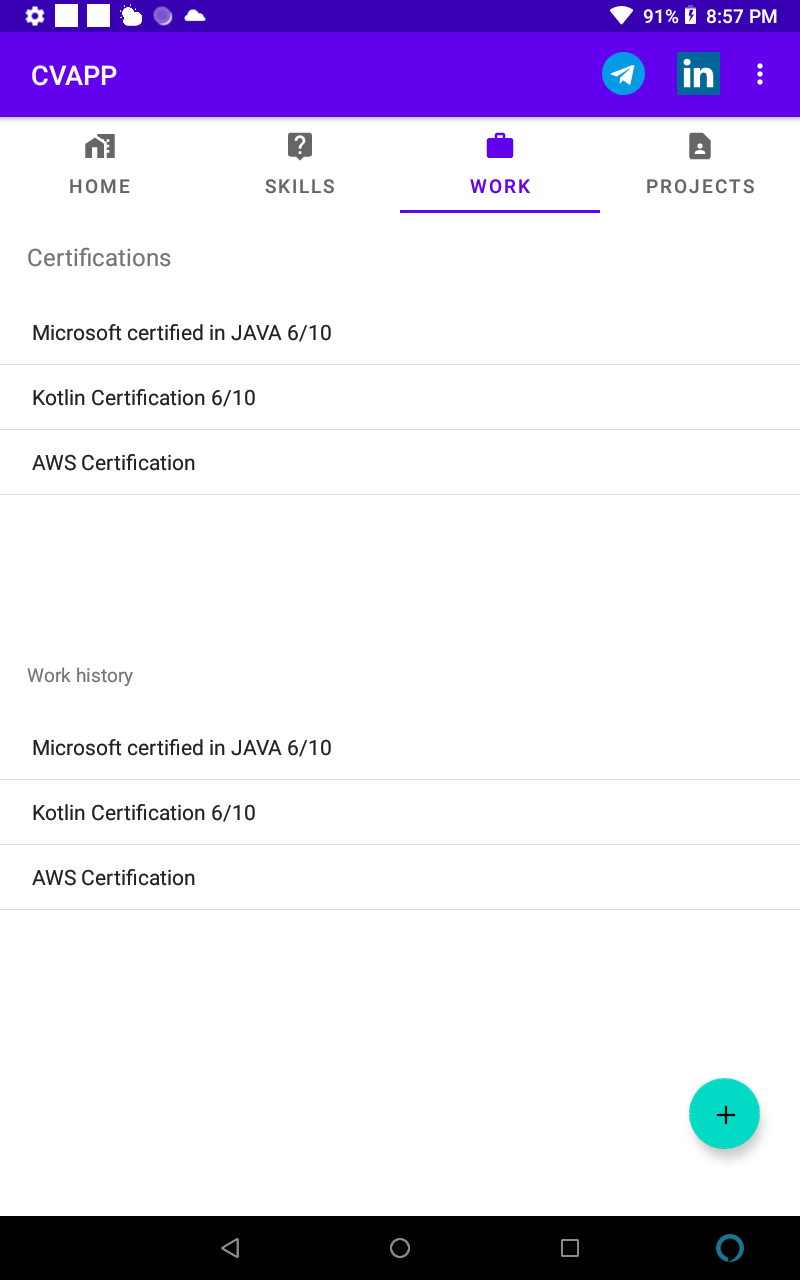 91% 8:57 PM
CVAPP
in
HOME SKILLS WORK PROJECTS
Certifications
Microsoft certified in JAVA 6/10
Kotlin Certification 6/10
AWS Certification
Work history
Microsoft certified in JAVA 6/10
Kotlin Certification 6/10
AWS Certification